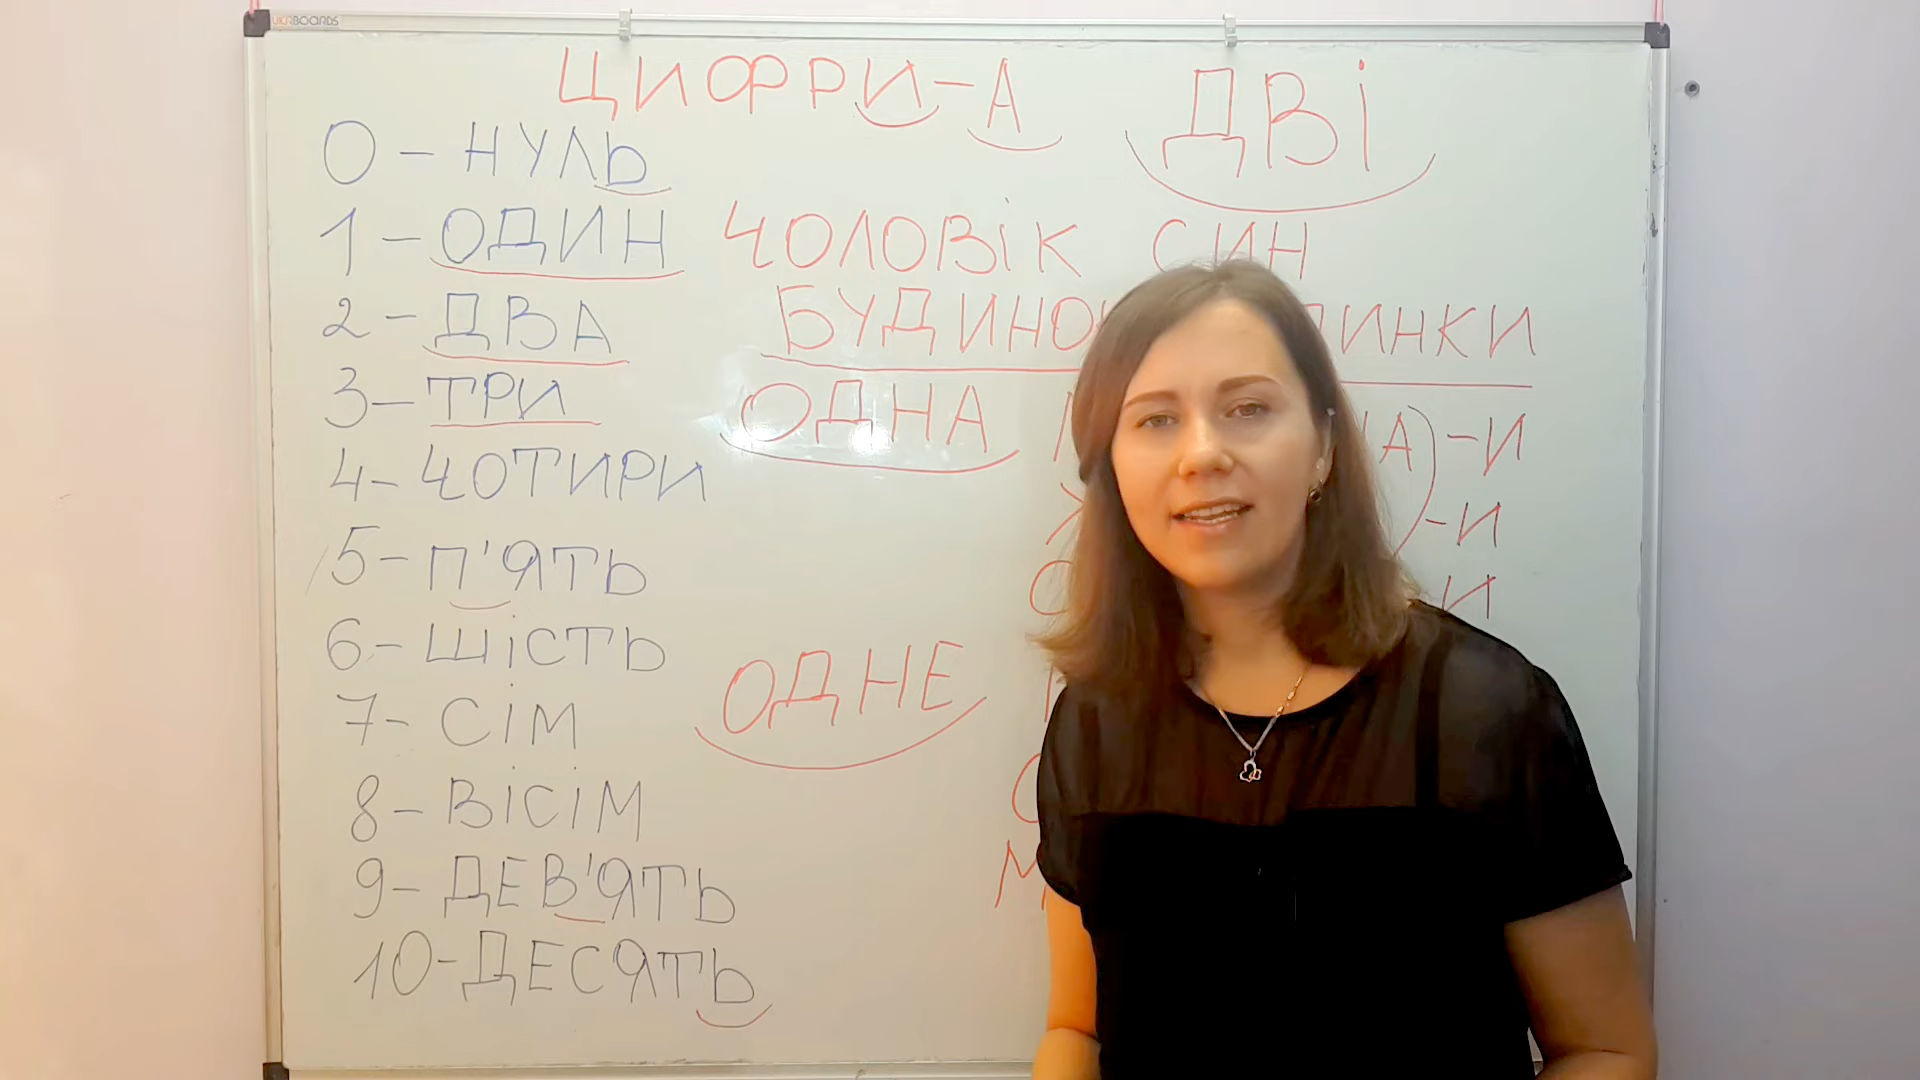 UKRBOARDS
ЦИФРИ-А ДВІ
0 - НУЛЬ
1 - ОДИН ЧОЛОВІК СИН
2 - ДВА
3 - ТРИ ОДНА -И
4 - ЧОТИРИ -И
5 - П'ЯТЬ -И
6 - ШІСТЬ
7 - СІМ ОДНЕ
8 - ВІСІМ
9 - ДЕВ'ЯТЬ
10 - ДЕСЯТЬ